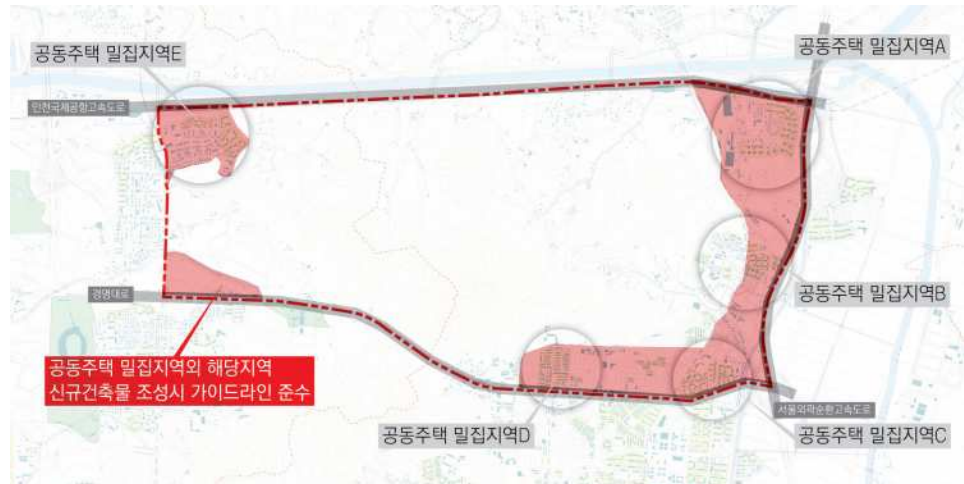 공동주택 밀집지역E
공동주택 밀집지역A
인천국제공항고속도로
공동주택 밀집지역B
경명대로
공동주택 밀집지역외 해당지역
신규건축물 조성시 가이드라인 준수
서울외곽순환고속도로
공동주택 밀집지역D
공동주택 밀집지역C